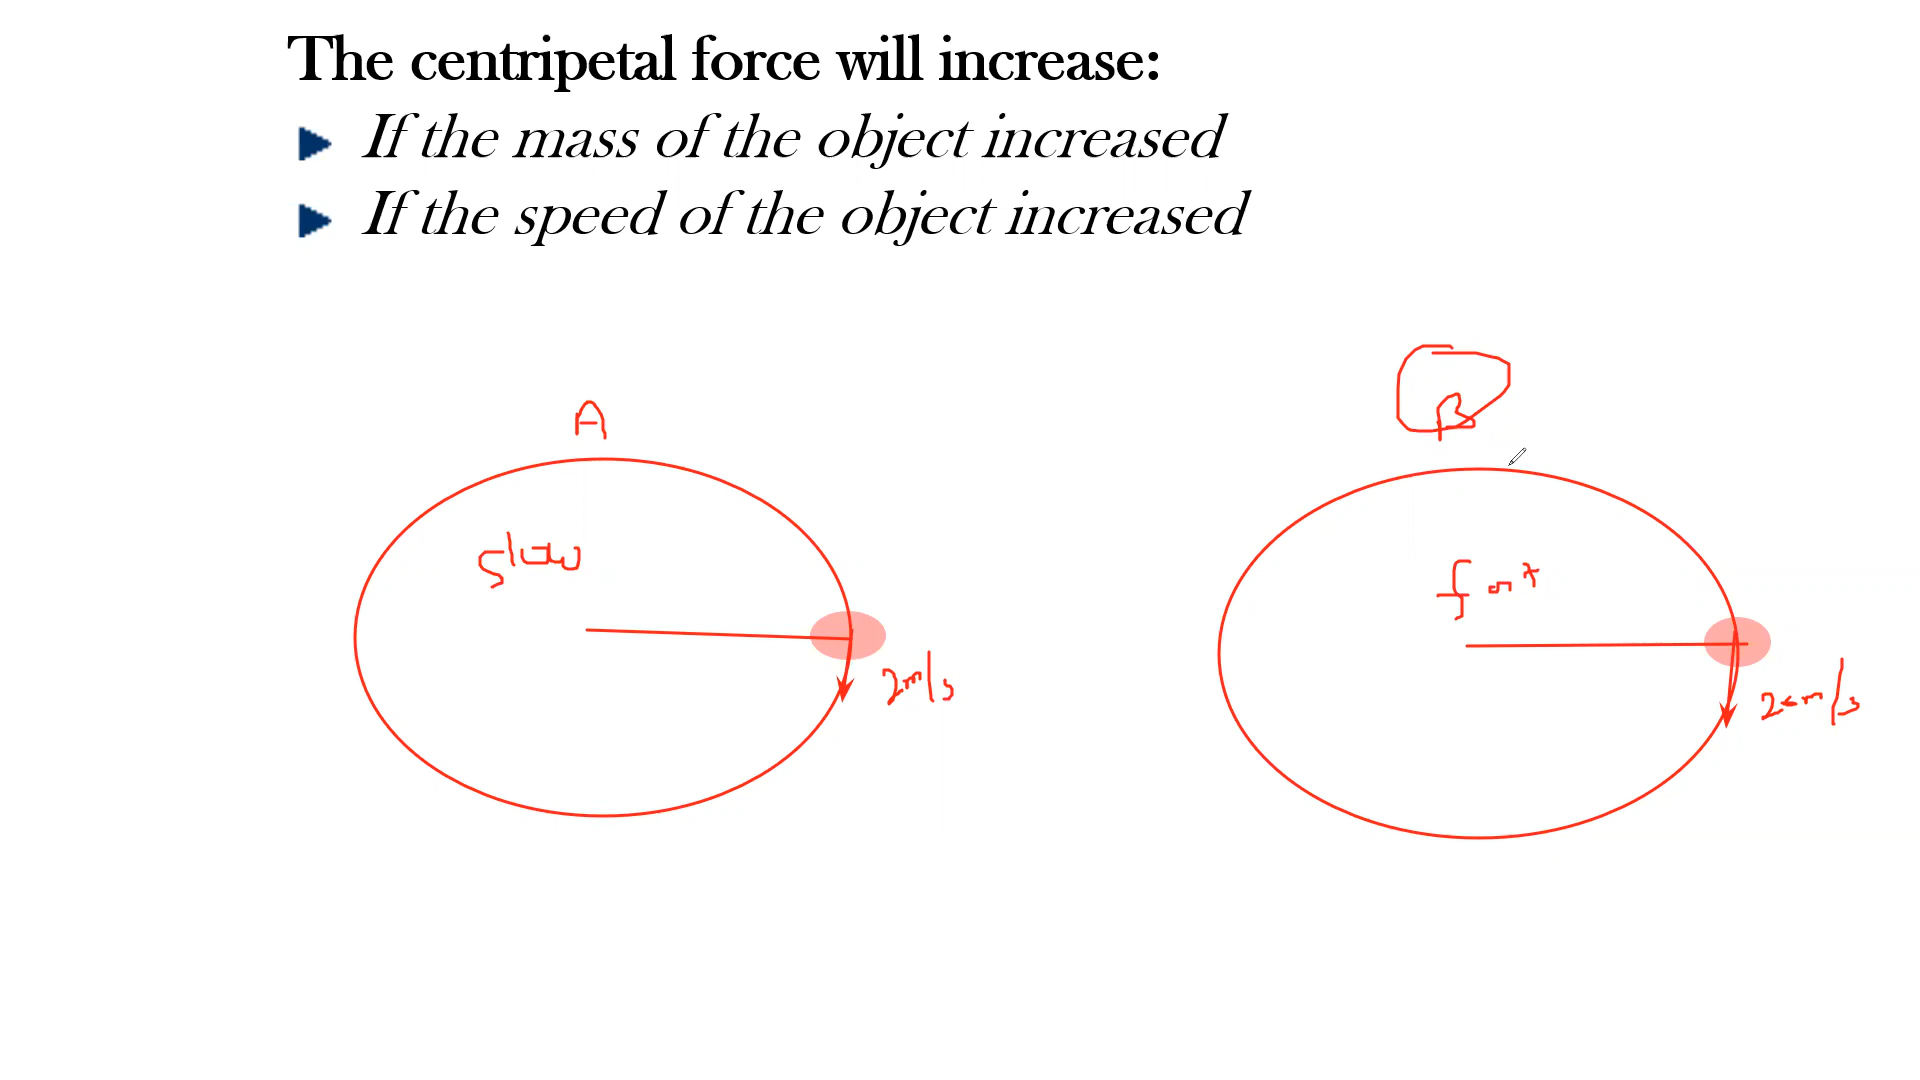 The centripetal force will increase:
If the mass of the object increased
If the speed of the object increased
A
B
slow
fast
2m/s
20m/s